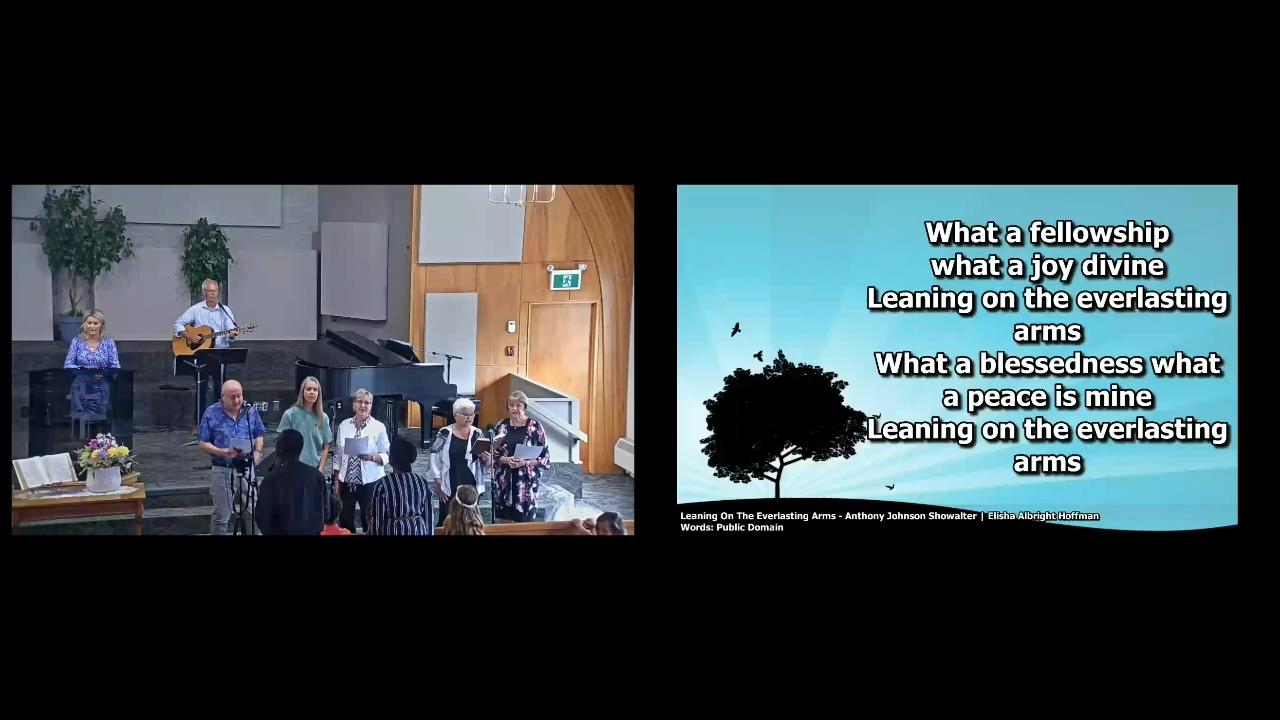 What a fellowship
what a joy divine
Leaning on the everlasting
arms
What a blessedness what
a peace is mine
Leaning on the everlasting
arms
Leaning On The Everlasting Arms - Anthony Johnson Showalter | Elisha Albright Hoffman
Words: Public Domain